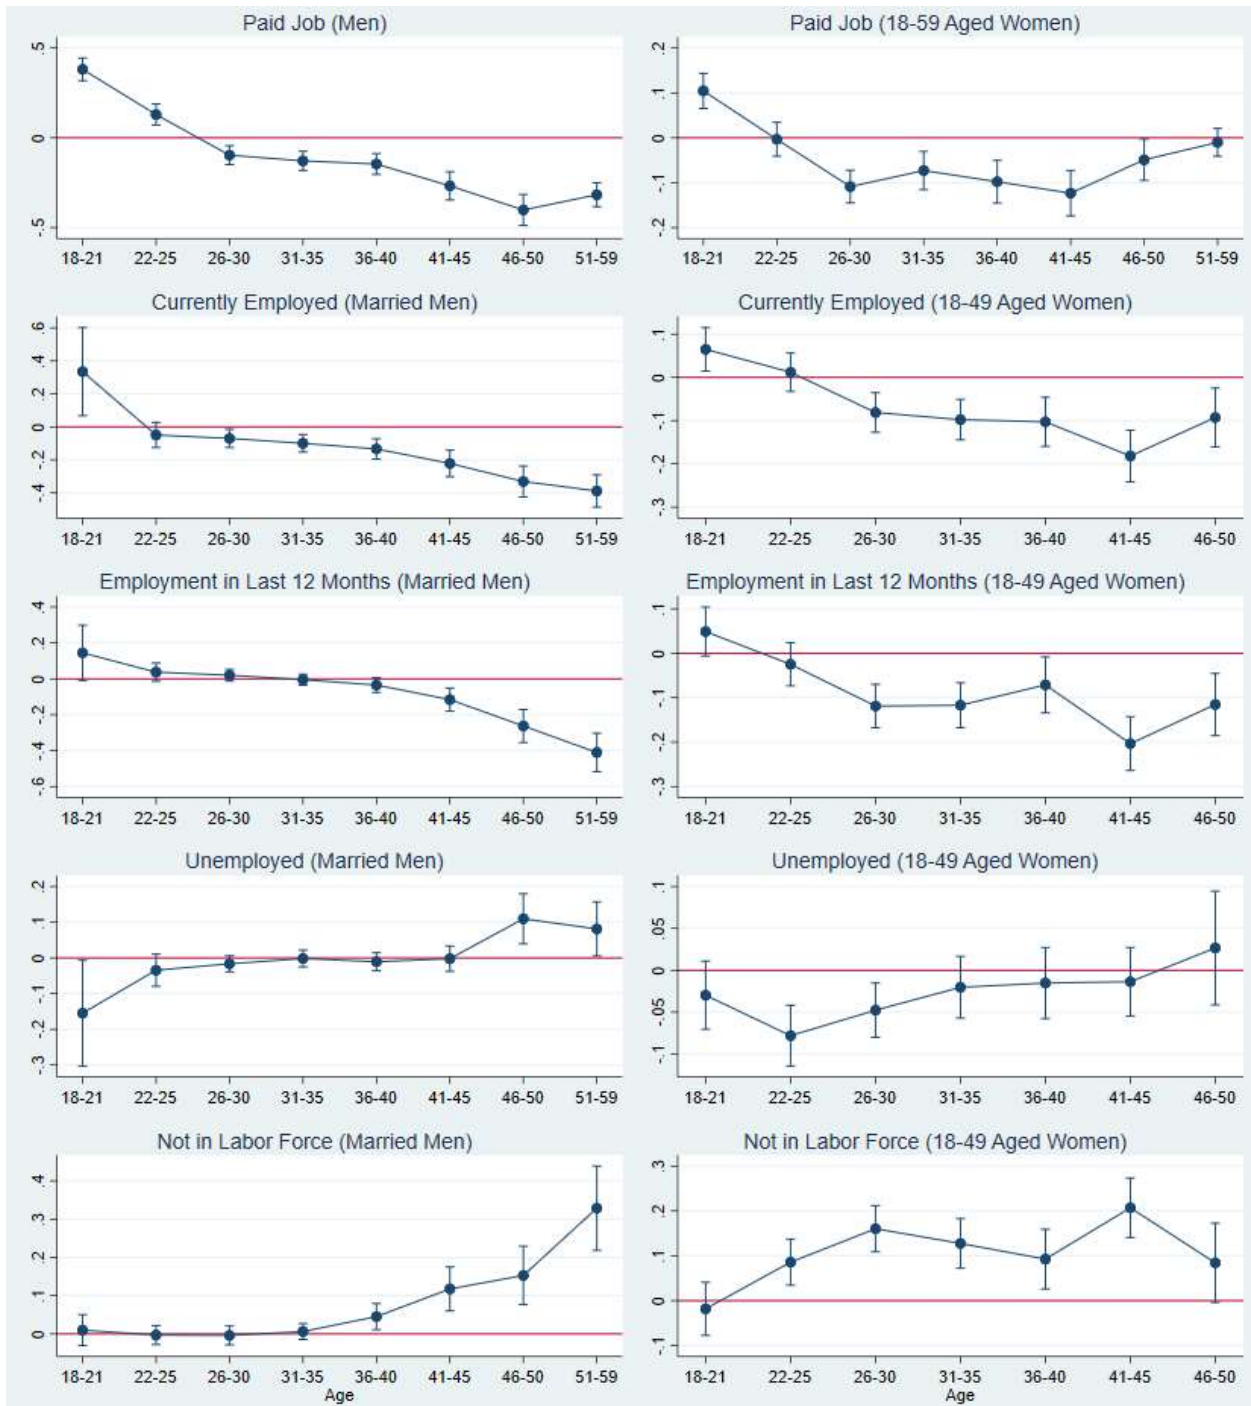 Paid Job (Men)
.5
0
-.5
18-21 22-25 26-30 31-35 36-40 41-45 46-50 51-59
Paid Job (18-59 Aged Women)
.2
.1
0
-.1
-.2
18-21 22-25 26-30 31-35 36-40 41-45 46-50 51-59
Currently Employed (Married Men)
.6
.4
.2
0
-.2
-.4
18-21 22-25 26-30 31-35 36-40 41-45 46-50 51-59
Currently Employed (18-49 Aged Women)
.1
0
-.1
-.2
-.3
18-21 22-25 26-30 31-35 36-40 41-45 46-50
Employment in Last 12 Months (Married Men)
.4
.2
0
-.2
-.4
-.6
18-21 22-25 26-30 31-35 36-40 41-45 46-50 51-59
Employment in Last 12 Months (18-49 Aged Women)
.1
0
-.1
-.2
-.3
18-21 22-25 26-30 31-35 36-40 41-45 46-50
Unemployed (Married Men)
.2
.1
0
-.1
-.2
-.3
18-21 22-25 26-30 31-35 36-40 41-45 46-50 51-59
Unemployed (18-49 Aged Women)
.1
.05
0
-.05
-.1
18-21 22-25 26-30 31-35 36-40 41-45 46-50
Not in Labor Force (Married Men)
.4
.3
.2
.1
0
18-21 22-25 26-30 31-35 36-40 41-45 46-50 51-59
Age
Not in Labor Force (18-49 Aged Women)
.3
.2
.1
0
-.1
18-21 22-25 26-30 31-35 36-40 41-45 46-50
Age